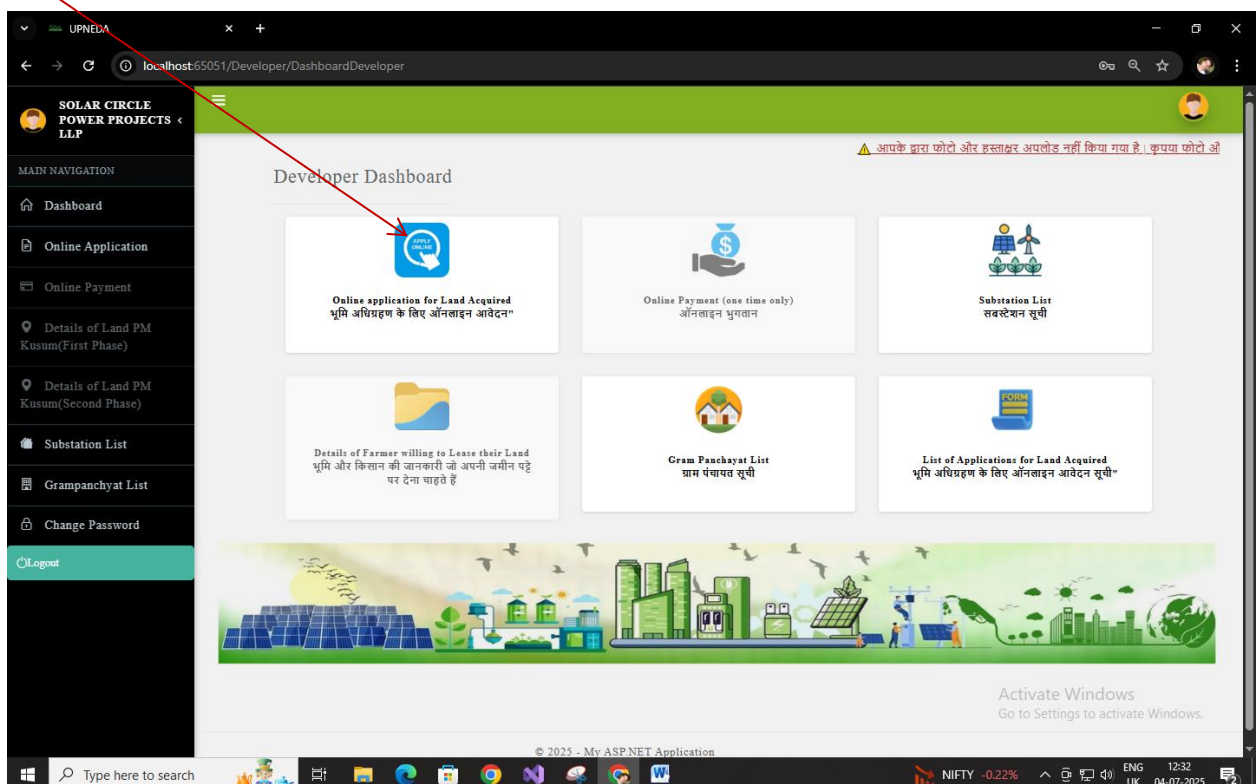 UPNEDA
localhost:65051/Developer/DashboardDeveloper
SOLAR CIRCLE
POWER PROJECTS
LLP
आपके द्वारा फोटो और हस्ताक्षर अपलोड नहीं किया गया है | कृपया फोटो औ
MAIN NAVIGATION
Dashboard
Online Application
Online Payment
Details of Land PM
Kusum(First Phase)
Details of Land PM
Kusum(Second Phase)
Substation List
Grampanchyat List
Change Password
Logout
Developer Dashboard
APPLY
ONLINE
Online application for Land Acquired
भूमि अधिग्रहण के लिए ऑनलाइन आवेदन"
Online Payment (one time only)
ऑनलाइन भुगतान
Substation List
सबस्टेशन सूची
Details of Farmer willing to Lease their Land
भूमि और किसान की जानकारी जो अपनी जमीन पट्टे
पर देना चाहते हैं
Gram Panchayat List
ग्राम पंचायत सूची
FORM
List of Applications for Land Acquired
भूमि अधिग्रहण के लिए ऑनलाइन आवेदन सूची"
Activate Windows
Go to Settings to activate Windows.
© 2025 - My ASP.NET Application
Type here to search
NIFTY -0.22%
ENG
UK
12:32
04-07-2025